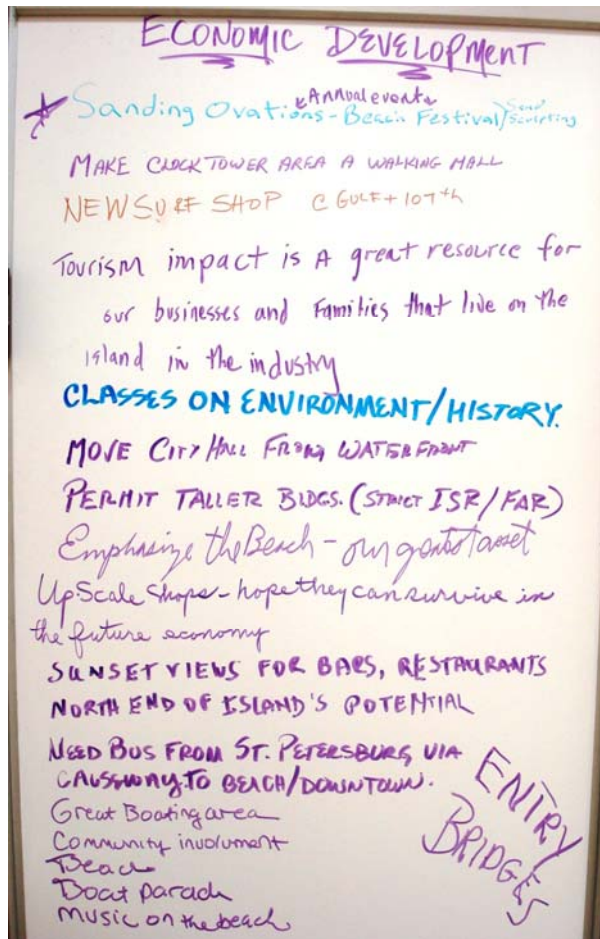 ECONOMIC DEVELOPMENT
Annual event
Sanding Ovations - Beach Festival/Sand Sculpting
MAKE CLOCK TOWER AREA A WALKING MALL
NEW SURF SHOP @ GULF + 107th
Tourism impact is A great resource for
our businesses and Families that live on the
island in the industry
CLASSES ON ENVIRONMENT/HISTORY.
MOVE CITY HALL FROM WATERFRONT
PERMIT TALLER BLDGS. (STRICT ISR/FAR)
Emphasize the Beach - our greatest asset
UpScale Shops - hope they can survive in
the future economy
SUNSET VIEWS FOR BARS, RESTAURANTS
NORTH END OF ISLAND'S POTENTIAL
NEED BUS FROM ST. PETERSBURG VIA
CAUSEWAY TO BEACH/DOWNTOWN.
Great Boating area
Community involvment
Beach
Boat parade
music on the beach
ENTRY
BRIDGES